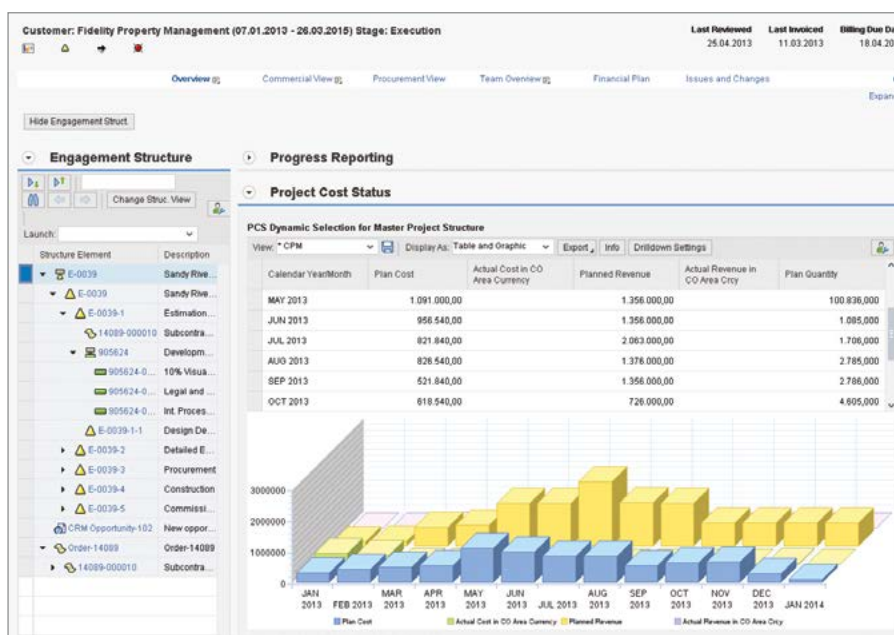 Customer: Fidelity Property Management (07.01.2013 - 26.03.2015) Stage: Execution
Last Reviewed Last Invoiced Billing Due Da
25.04.2013 11.03.2013 18.04.20
Overview Commercial View Procurement View Team Overview Financial Plan Issues and Changes
Expan
Hide Engagement Struct.
Engagement Structure
Change Struc. View
Launch:
Structure Element Description
E-0039 Sandy Rive...
E-0039 Sandy Rive...
E-0039-1 Estimation...
14089-000010 Subcontra...
905624 Developm...
905624-0... 10% Visua...
905624-0... Legal and ...
905624-0... Int. Proces...
E-0039-1-1 Design De...
E-0039-2 Detailed E...
E-0039-3 Procurement
E-0039-4 Construction
E-0039-5 Commissi...
CRM Opportunity-102 New oppor...
Order-14089 Order-14089
14089-000010 Subcontra...
Progress Reporting
Project Cost Status
PCS Dynamic Selection for Master Project Structure
View: * CPM Display As: Table and Graphic Export Info Drilldown Settings
Calendar Year/Month Plan Cost Actual Cost in CO Area Currency Planned Revenue Actual Revenue in CO Area Crcy Plan Quantity
MAY 2013 1.091.000,00 1.356.000,00 100.836,000
JUN 2013 956.540,00 1.356.000,00 1.085,000
JUL 2013 821.840,00 2.063.000,00 1.706,000
AUG 2013 826.540,00 1.376.000,00 2.785,000
SEP 2013 521.840,00 1.356.000,00 2.786,000
OCT 2013 618.540,00 726.000,00 4.605,000
3000000
2000000
1000000
0
JAN 2013 FEB 2013 MAR 2013 APR 2013 MAY 2013 JUN 2013 JUL 2013 AUG 2013 SEP 2013 OCT 2013 NOV 2013 DEC 2013 JAN 2014
Plan Cost Actual Cost in CO Area Currency Planned Revenue Actual Revenue in CO Area Crcy